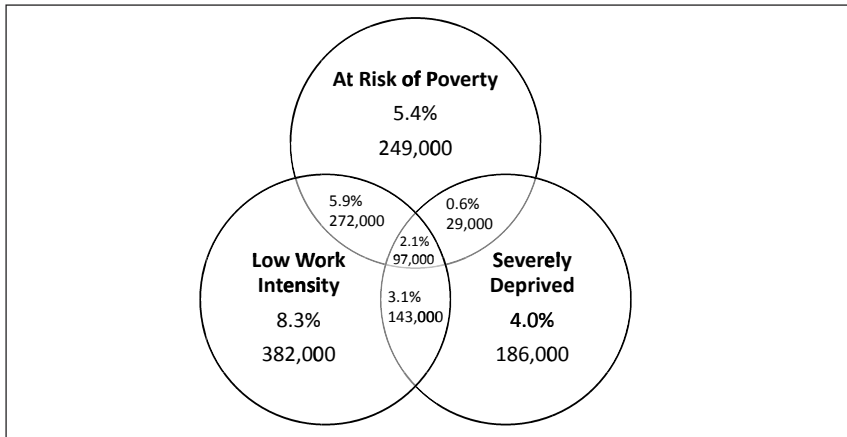 At Risk of Poverty
5.4%
249,000
5.9%
272,000
0.6%
29,000
2.1%
97,000
Low Work
Intensity
8.3%
382,000
3.1%
143,000
Severely
Deprived
4.0%
186,000